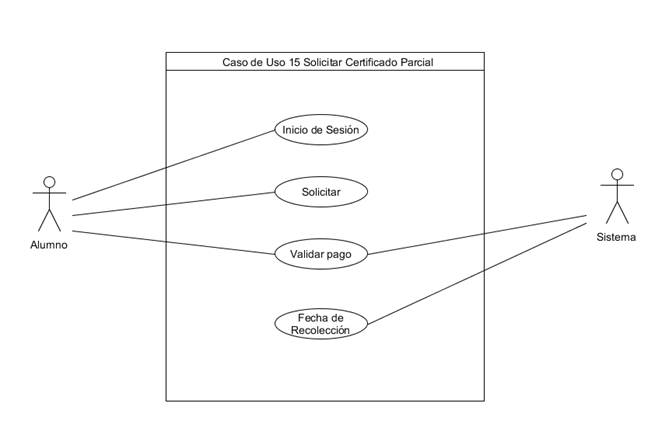 Caso de Uso 15 Solicitar Certificado Parcial
Inicio de Sesión
Solicitar
Alumno
Sistema
Validar pago
Fecha de
Recolección